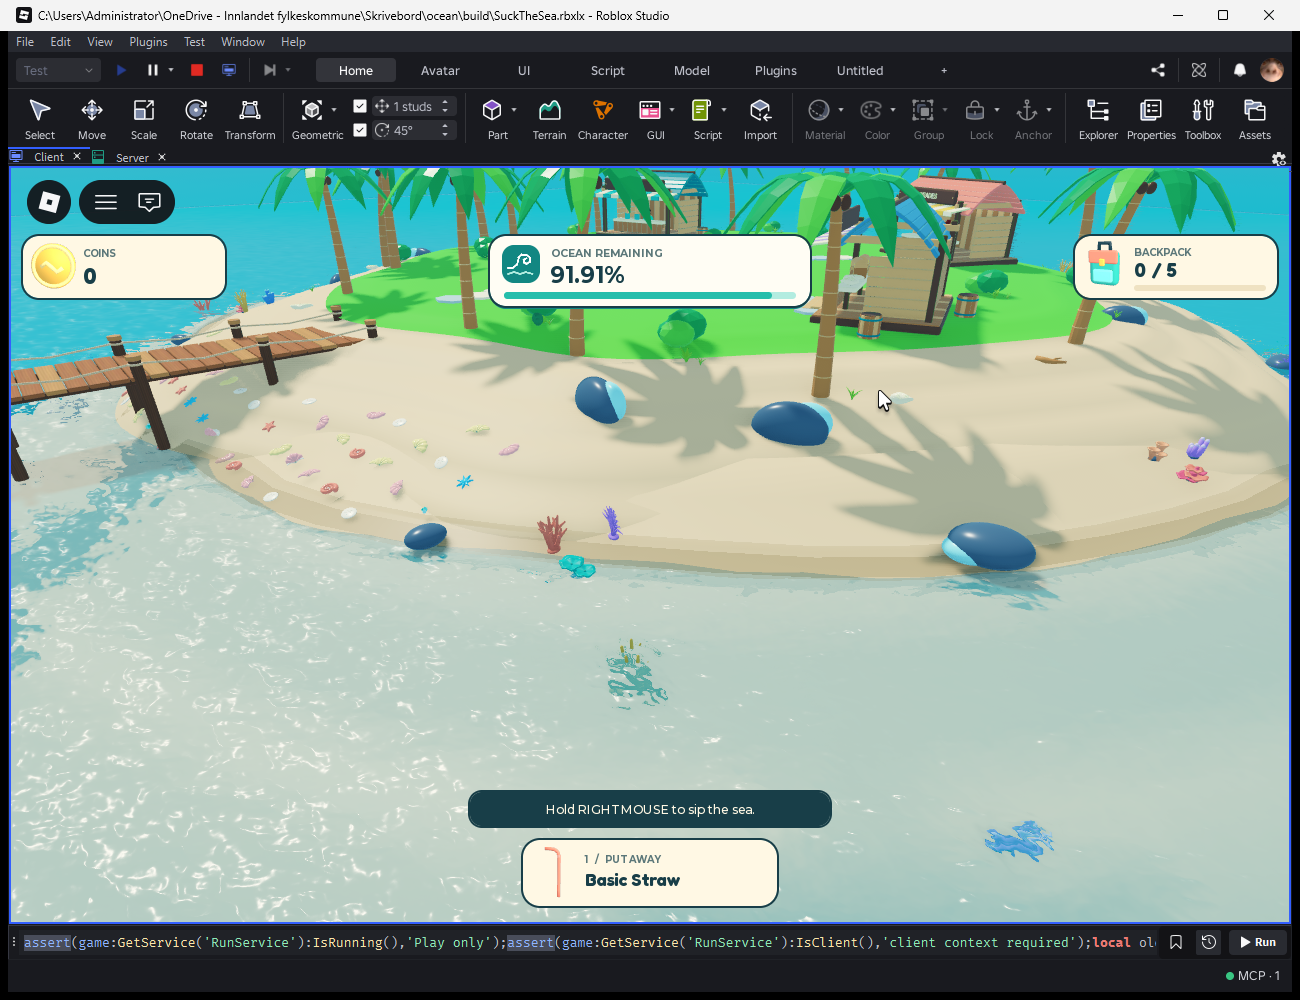 C:\Users\Administrator\OneDrive - Innlandet fylkeskommune\Skrivebord\ocean\build\SuckTheSea.rbxlx - Roblox Studio
File Edit View Plugins Test Window Help
Test Home Avatar UI Script Model Plugins Untitled +
1 studs
45°
Select Move Scale Rotate Transform Geometric Part Terrain Character GUI Script Import Material Color Group Lock Anchor Explorer Properties Toolbox Assets
Client Server
COINS
0
OCEAN REMAINING
91.91%
BACKPACK
0 / 5
Hold RIGHTMOUSE to sip the sea.
1 / PUT AWAY
Basic Straw
assert(game:GetService('RunService'):IsRunning(),'Play only');assert(game:GetService('RunService'):IsClient(),'client context required');local
Run
MCP · 1